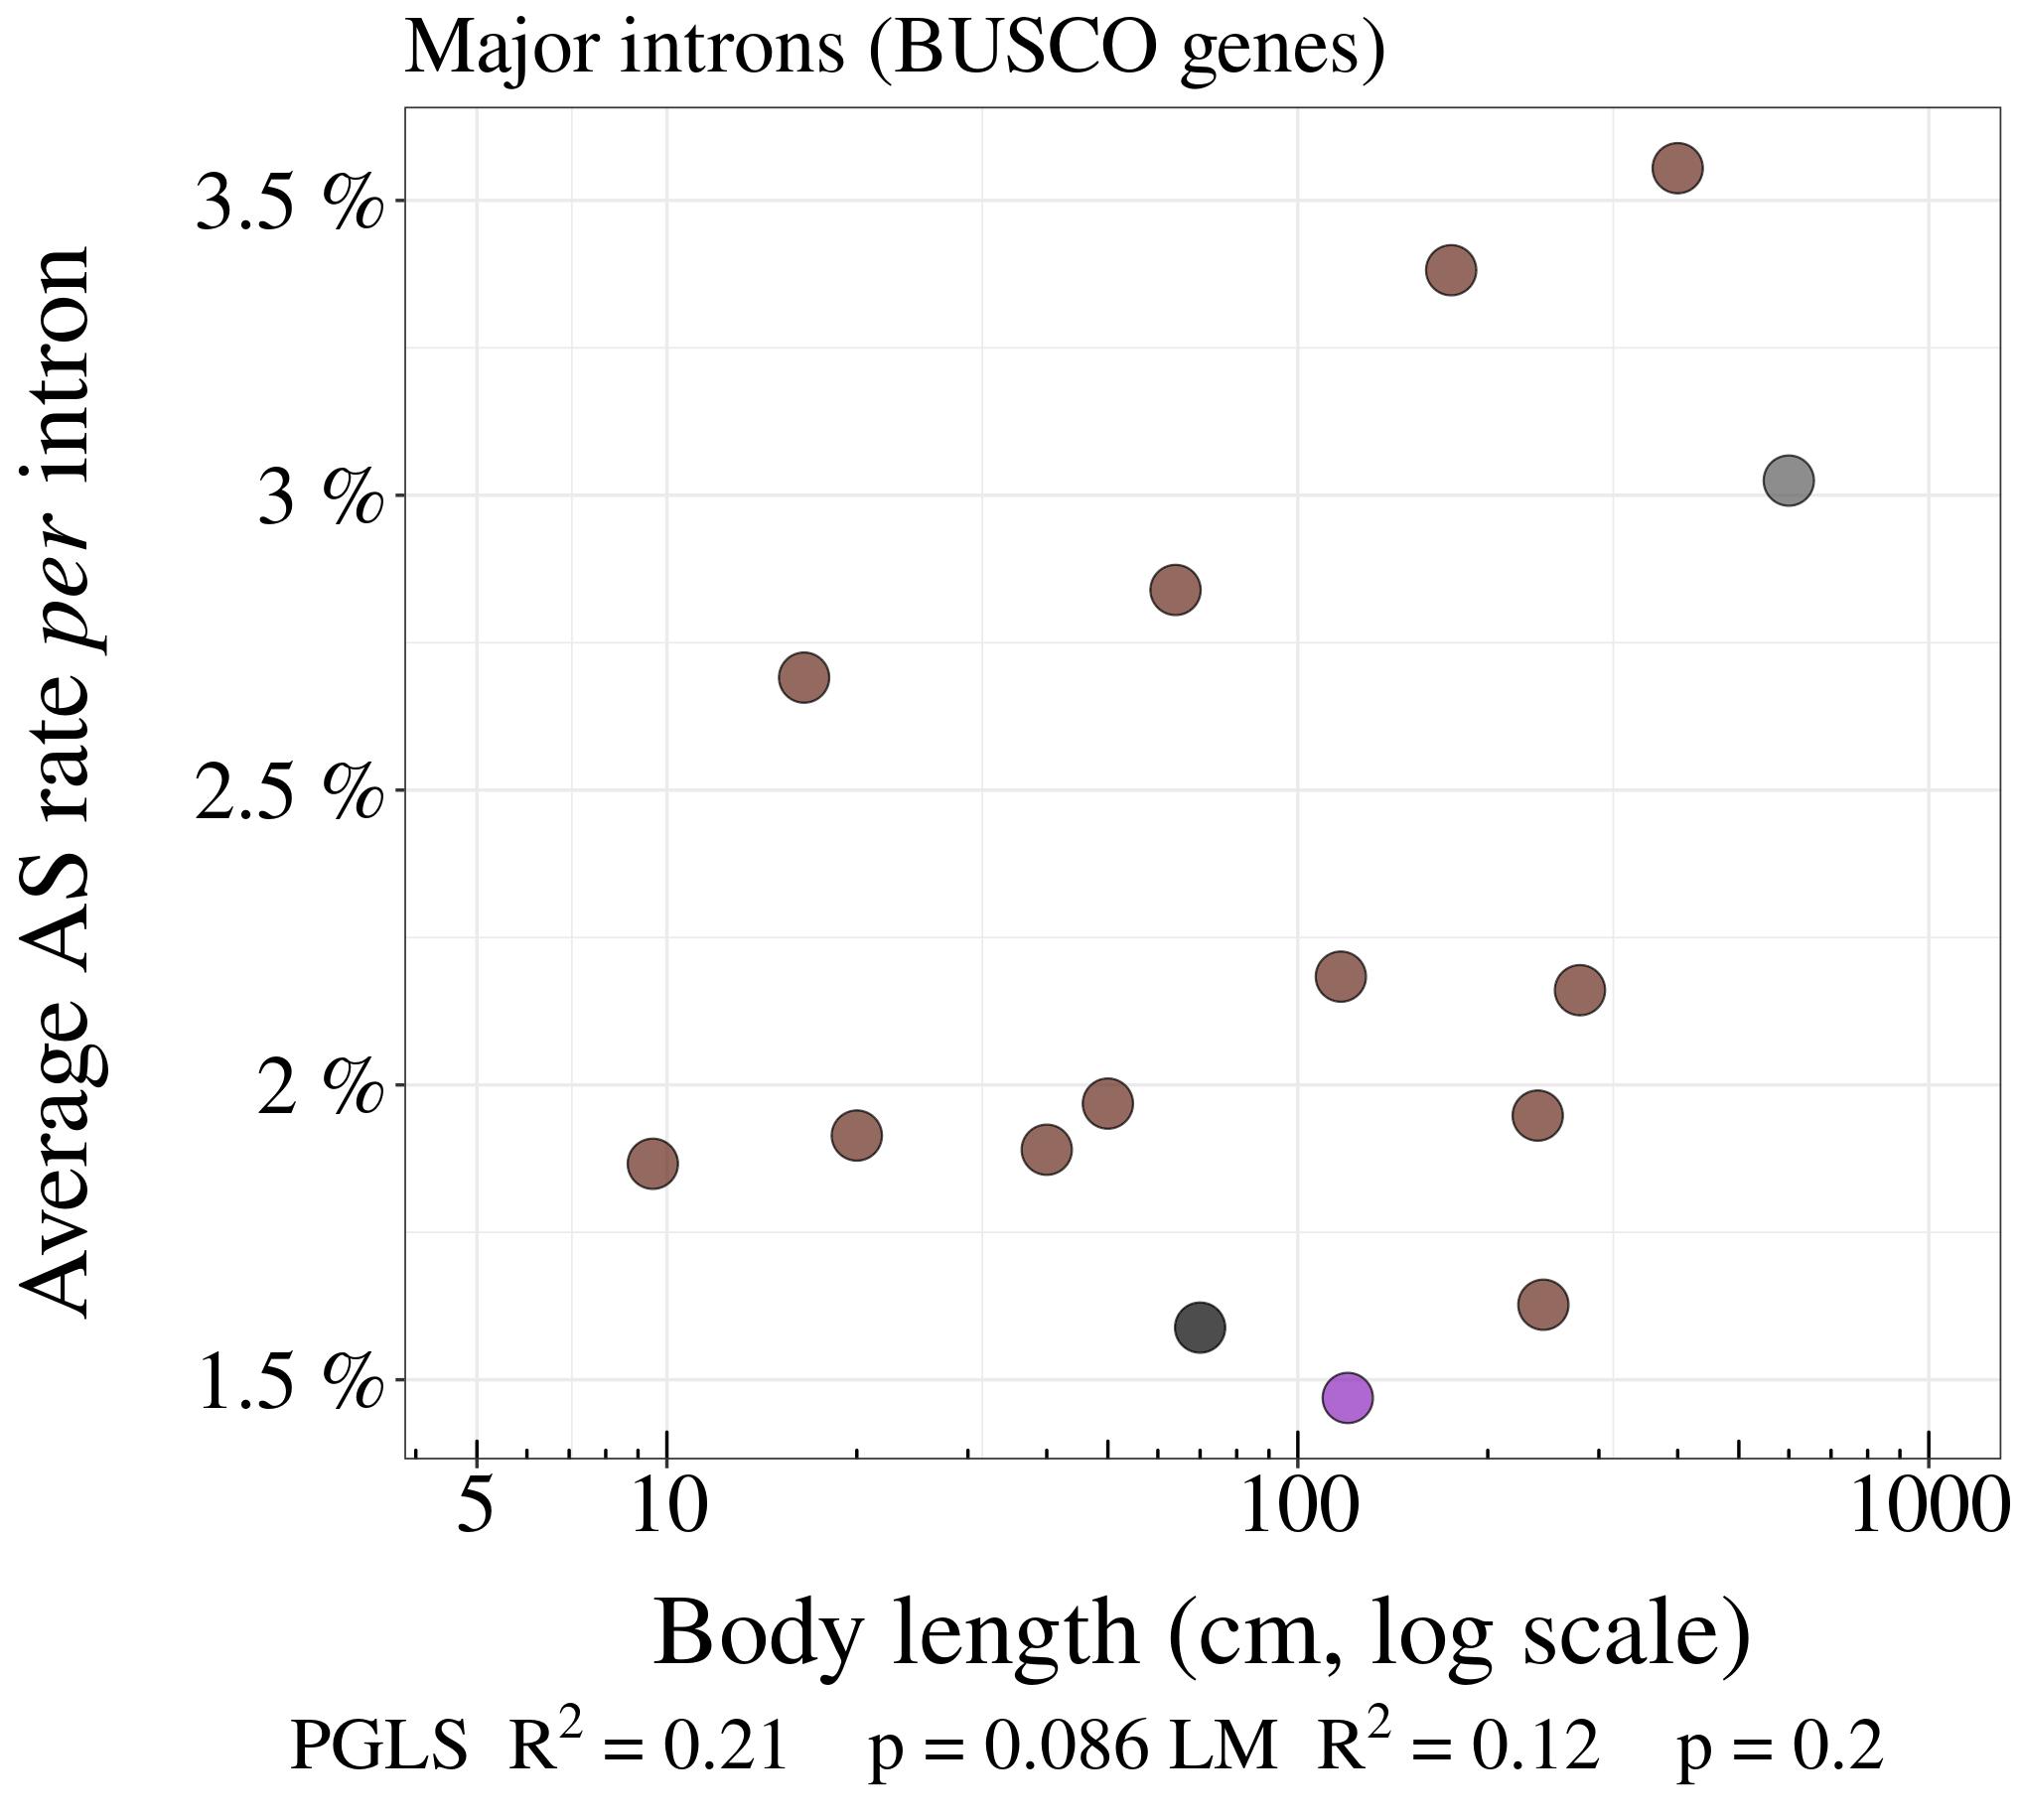 Major introns (BUSCO genes)
Average AS rate per intron
3.5 %
3 %
2.5 %
2 %
1.5 %
5 10 100 1000
Body length (cm, log scale)
PGLS R² = 0.21 p = 0.086 LM R² = 0.12 p = 0.2